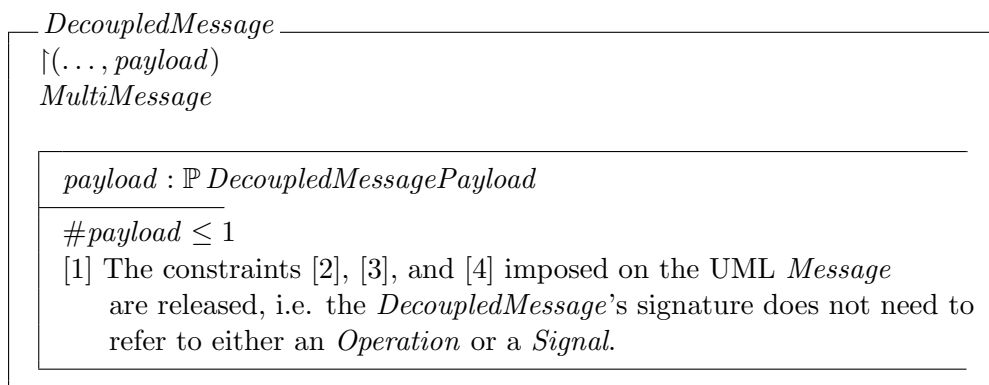 DecoupledMessage
↾(..., payload)
MultiMessage
payload : ℙ DecoupledMessagePayload
#payload ≤ 1
[1] The constraints [2], [3], and [4] imposed on the UML Message
are released, i.e. the DecoupledMessage's signature does not need to
refer to either an Operation or a Signal.